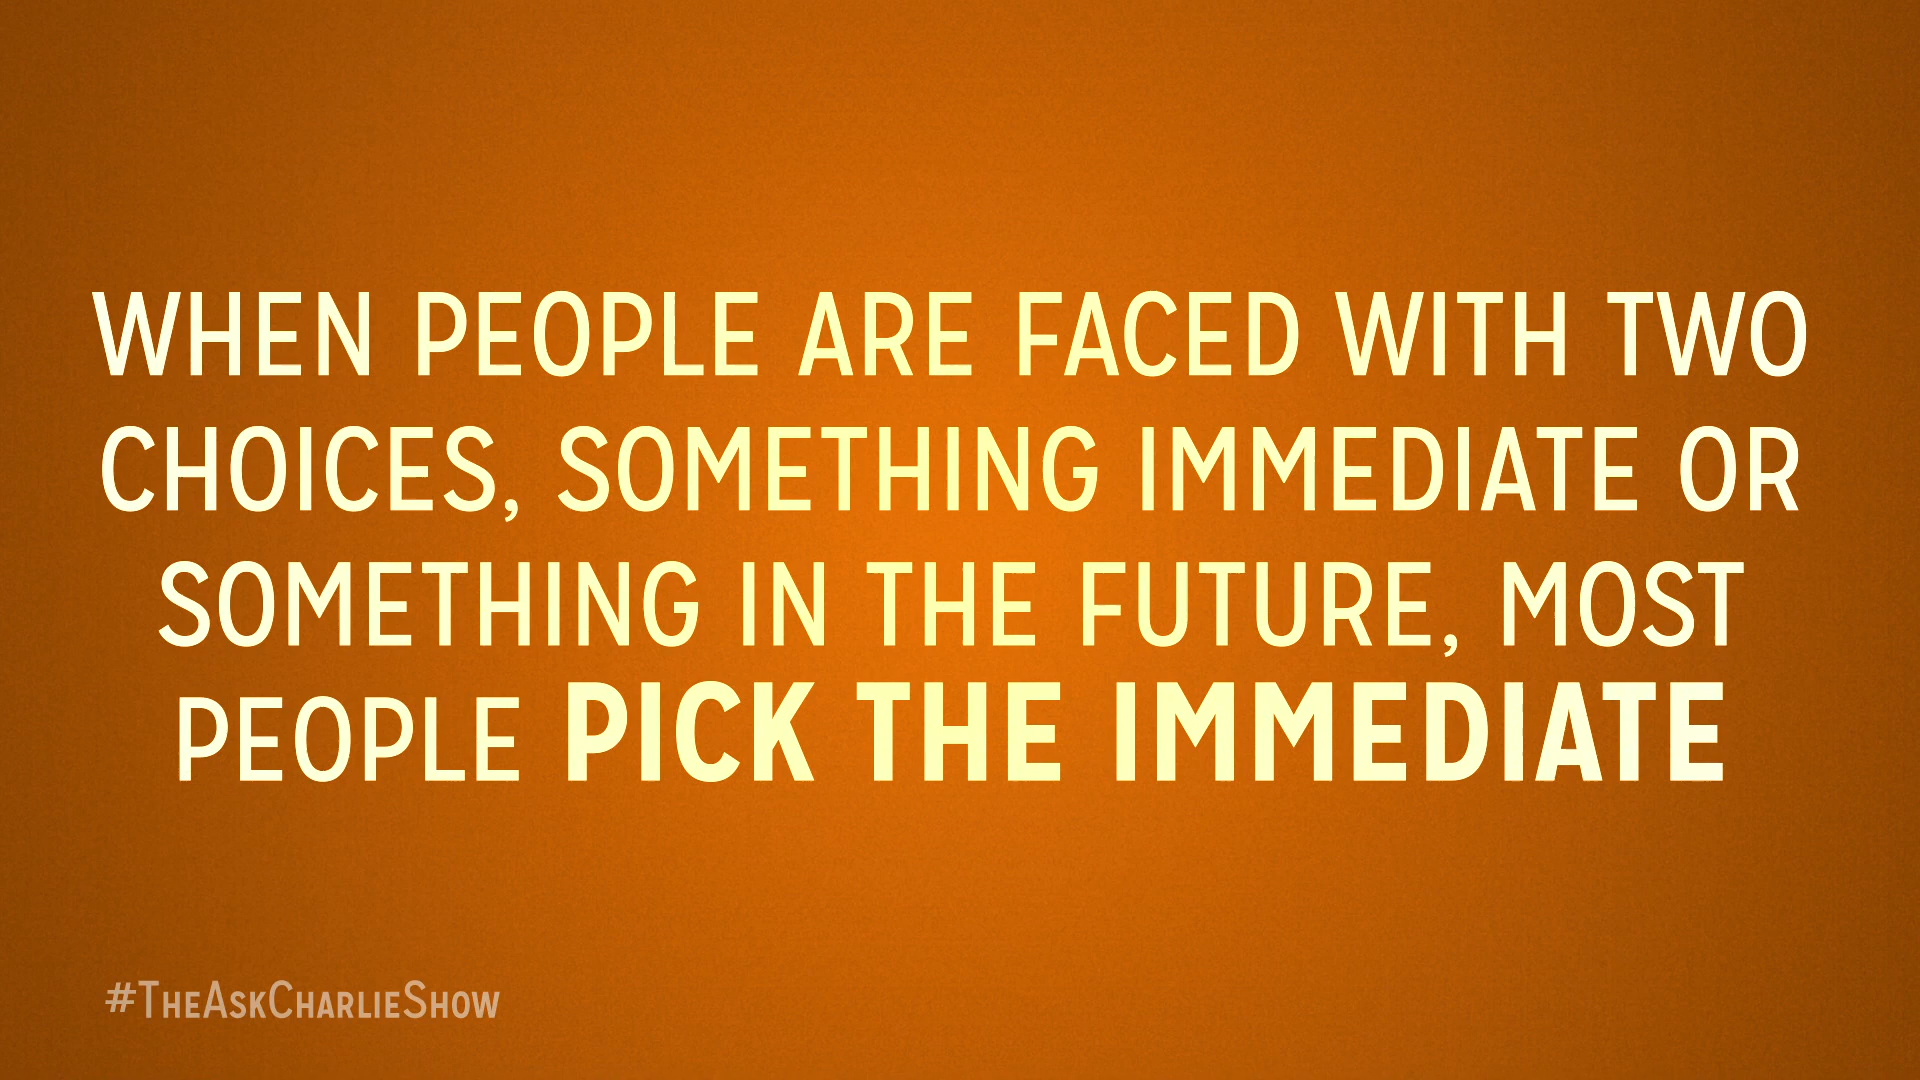 WHEN PEOPLE ARE FACED WITH TWO
CHOICES, SOMETHING IMMEDIATE OR
SOMETHING IN THE FUTURE, MOST
PEOPLE PICK THE IMMEDIATE
#TheAskCharlieShow